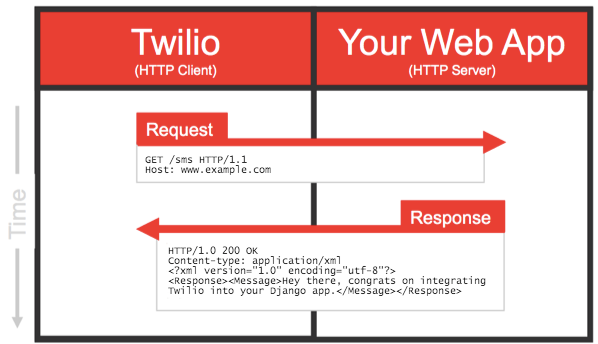 Twilio
(HTTP Client)
Your Web App
(HTTP Server)
Time
Request
GET /sms HTTP/1.1
Host: www.example.com
Response
HTTP/1.0 200 OK
Content-type: application/xml
<?xml version="1.0" encoding="utf-8"?>
<Response><Message>Hey there, congrats on integrating
Twilio into your Django app.</Message></Response>